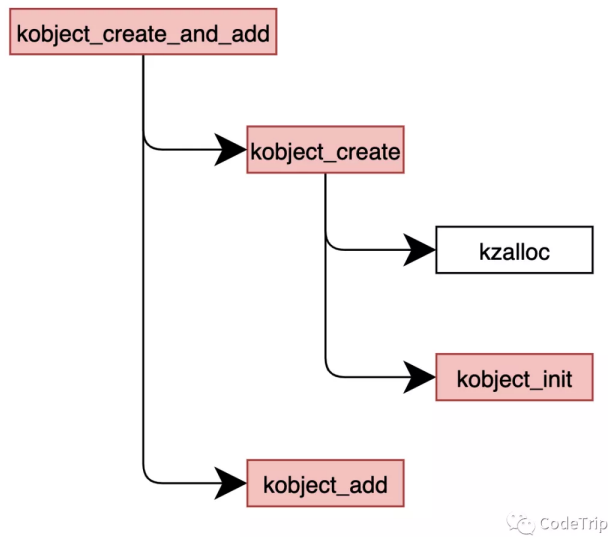 kobject_create_and_add
kobject_create
kzalloc
kobject_init
kobject_add
CodeTrip